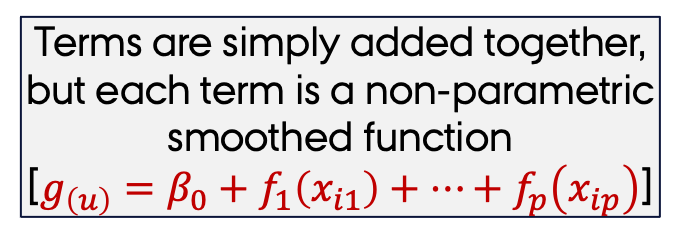 Terms are simply added together,
but each term is a non-parametric
smoothed function
[g₍ᵤ₎ = β₀ + f₁(xᵢ₁) + ⋯ + fₚ(xᵢₚ)]